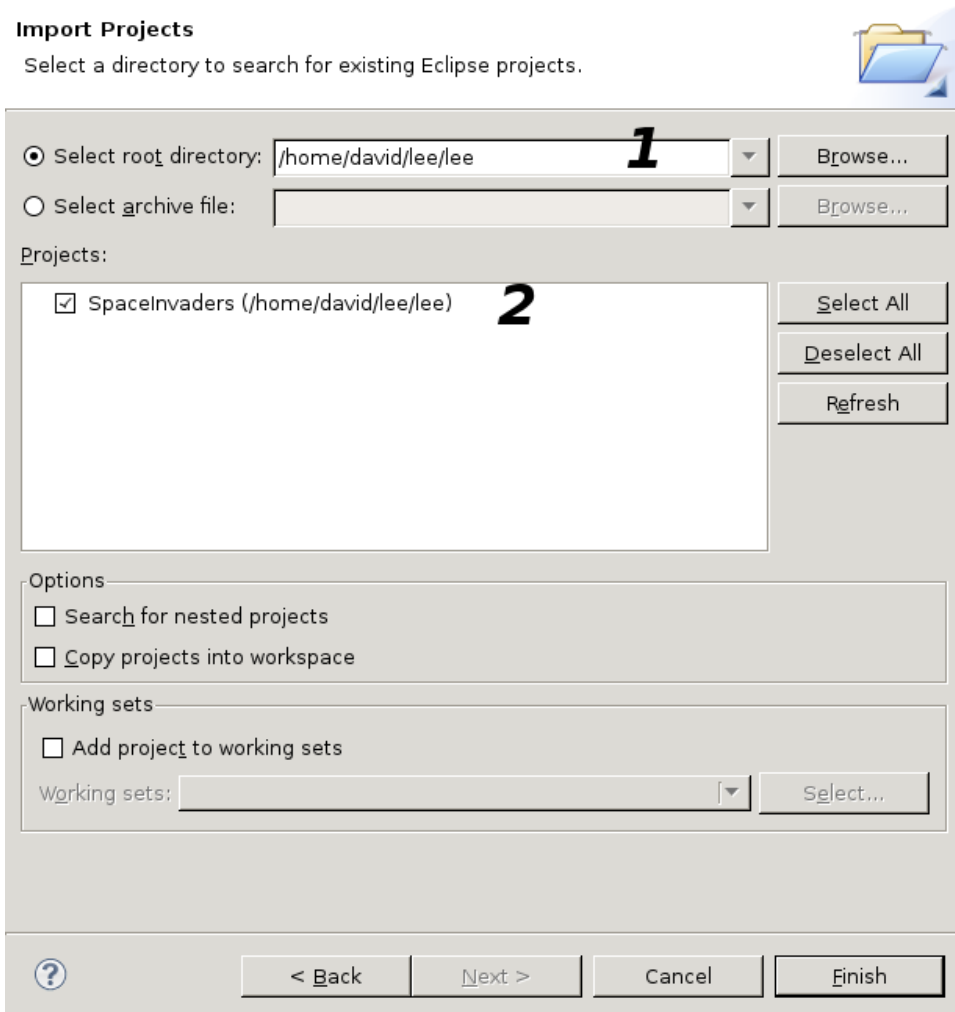 Import Projects
Select a directory to search for existing Eclipse projects.
Select root directory: /home/david/lee/lee 1 Browse...
Select archive file: Browse...
Projects:
SpaceInvaders (/home/david/lee/lee) 2 Select All
Deselect All
Refresh
Options
Search for nested projects
Copy projects into workspace
Working sets
Add project to working sets
Working sets: Select...
? < Back Next > Cancel Finish